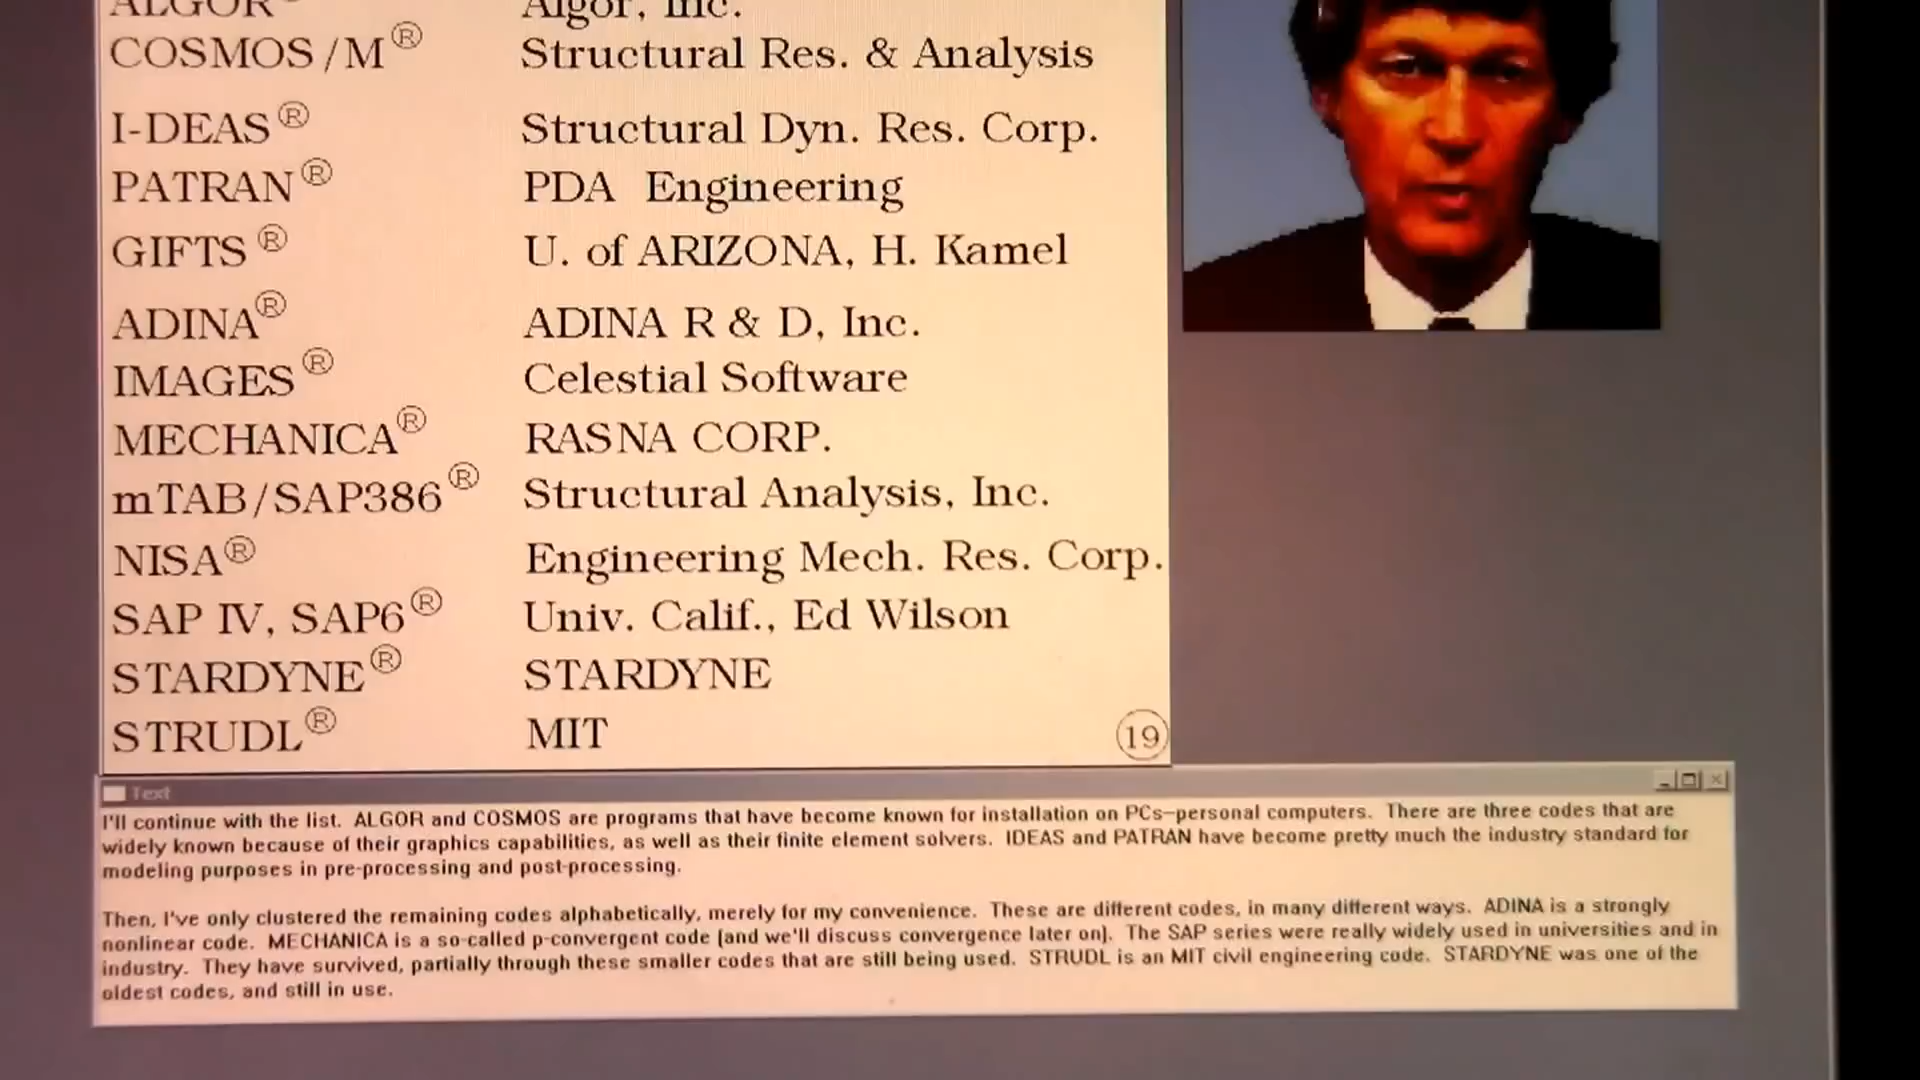 ALGOR® Algor, Inc.
COSMOS/M® Structural Res. & Analysis
I-DEAS® Structural Dyn. Res. Corp.
PATRAN® PDA Engineering
GIFTS® U. of ARIZONA, H. Kamel
ADINA® ADINA R & D, Inc.
IMAGES® Celestial Software
MECHANICA® RASNA CORP.
mTAB/SAP386® Structural Analysis, Inc.
NISA® Engineering Mech. Res. Corp.
SAP IV, SAP6® Univ. Calif., Ed Wilson
STARDYNE® STARDYNE
STRUDL® MIT
19
Text
I'll continue with the list. ALGOR and COSMOS are programs that have become known for installation on PCs--personal computers. There are three codes that are
widely known because of their graphics capabilities, as well as their finite element solvers. IDEAS and PATRAN have become pretty much the industry standard for
modeling purposes in pre-processing and post-processing.
Then, I've only clustered the remaining codes alphabetically, merely for my convenience. These are different codes, in many different ways. ADINA is a strongly
nonlinear code. MECHANICA is a so-called p-convergent code (and we'll discuss convergence later on). The SAP series were really widely used in universities and in
industry. They have survived, partially through these smaller codes that are still being used. STRUDL is an MIT civil engineering code. STARDYNE was one of the
oldest codes, and still in use.